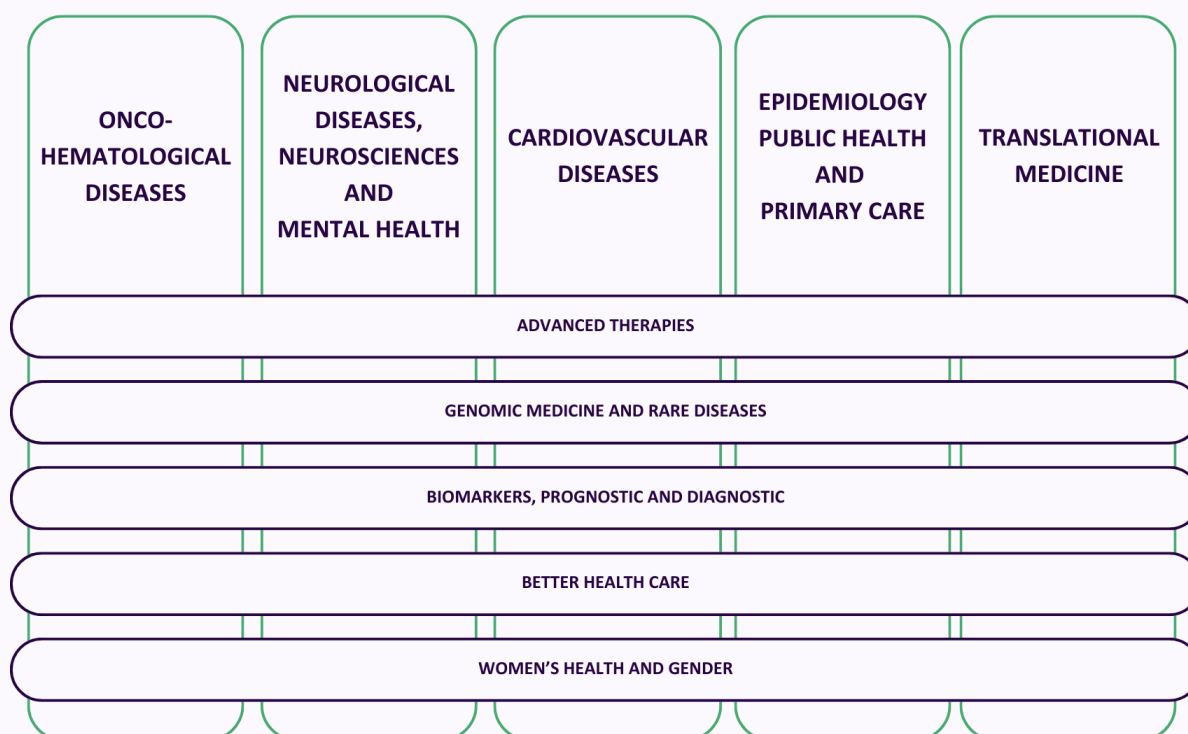 ONCO-
HEMATOLOGICAL
DISEASES
NEUROLOGICAL
DISEASES,
NEUROSCIENCES
AND
MENTAL HEALTH
CARDIOVASCULAR
DISEASES
EPIDEMIOLOGY
PUBLIC HEALTH
AND
PRIMARY CARE
TRANSLATIONAL
MEDICINE
ADVANCED THERAPIES
GENOMIC MEDICINE AND RARE DISEASES
BIOMARKERS, PROGNOSTIC AND DIAGNOSTIC
BETTER HEALTH CARE
WOMEN’S HEALTH AND GENDER